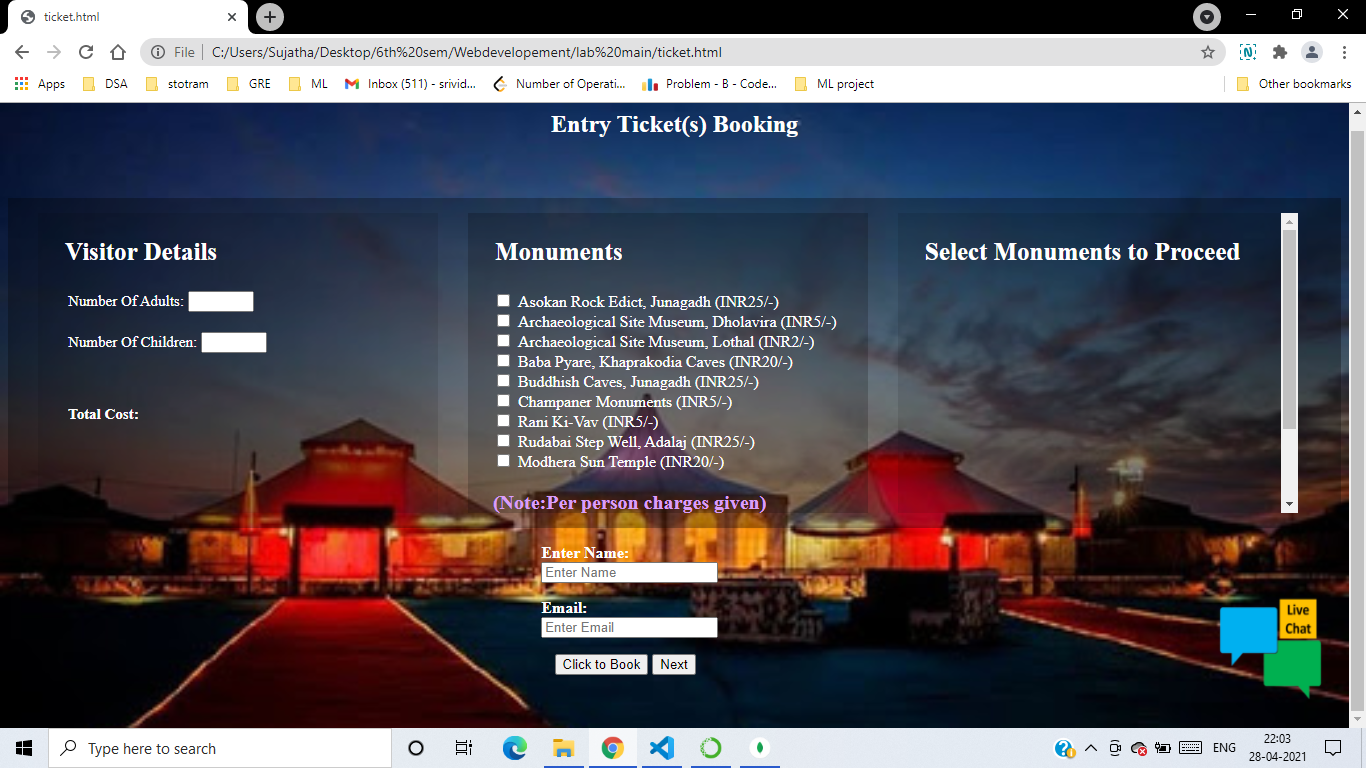 ticket.html
File
C:/Users/Sujatha/Desktop/6th%20sem/Webdevelopement/lab%20main/ticket.html
Apps
DSA
stotram
GRE
ML
Inbox (511) - srivid...
Number of Operati...
Problem - B - Code...
ML project
Other bookmarks
Entry Ticket(s) Booking
Visitor Details
Number Of Adults:
Number Of Children:
Total Cost:
Monuments
Asokan Rock Edict, Junagadh (INR25/-)
Archaeological Site Museum, Dholavira (INR5/-)
Archaeological Site Museum, Lothal (INR2/-)
Baba Pyare, Khaprakodia Caves (INR20/-)
Buddhish Caves, Junagadh (INR25/-)
Champaner Monuments (INR5/-)
Rani Ki-Vav (INR5/-)
Rudabai Step Well, Adalaj (INR25/-)
Modhera Sun Temple (INR20/-)
(Note:Per person charges given)
Select Monuments to Proceed
Enter Name:
Enter Name
Email:
Enter Email
Click to Book
Next
Live
Chat
Type here to search
ENG
22:03
28-04-2021